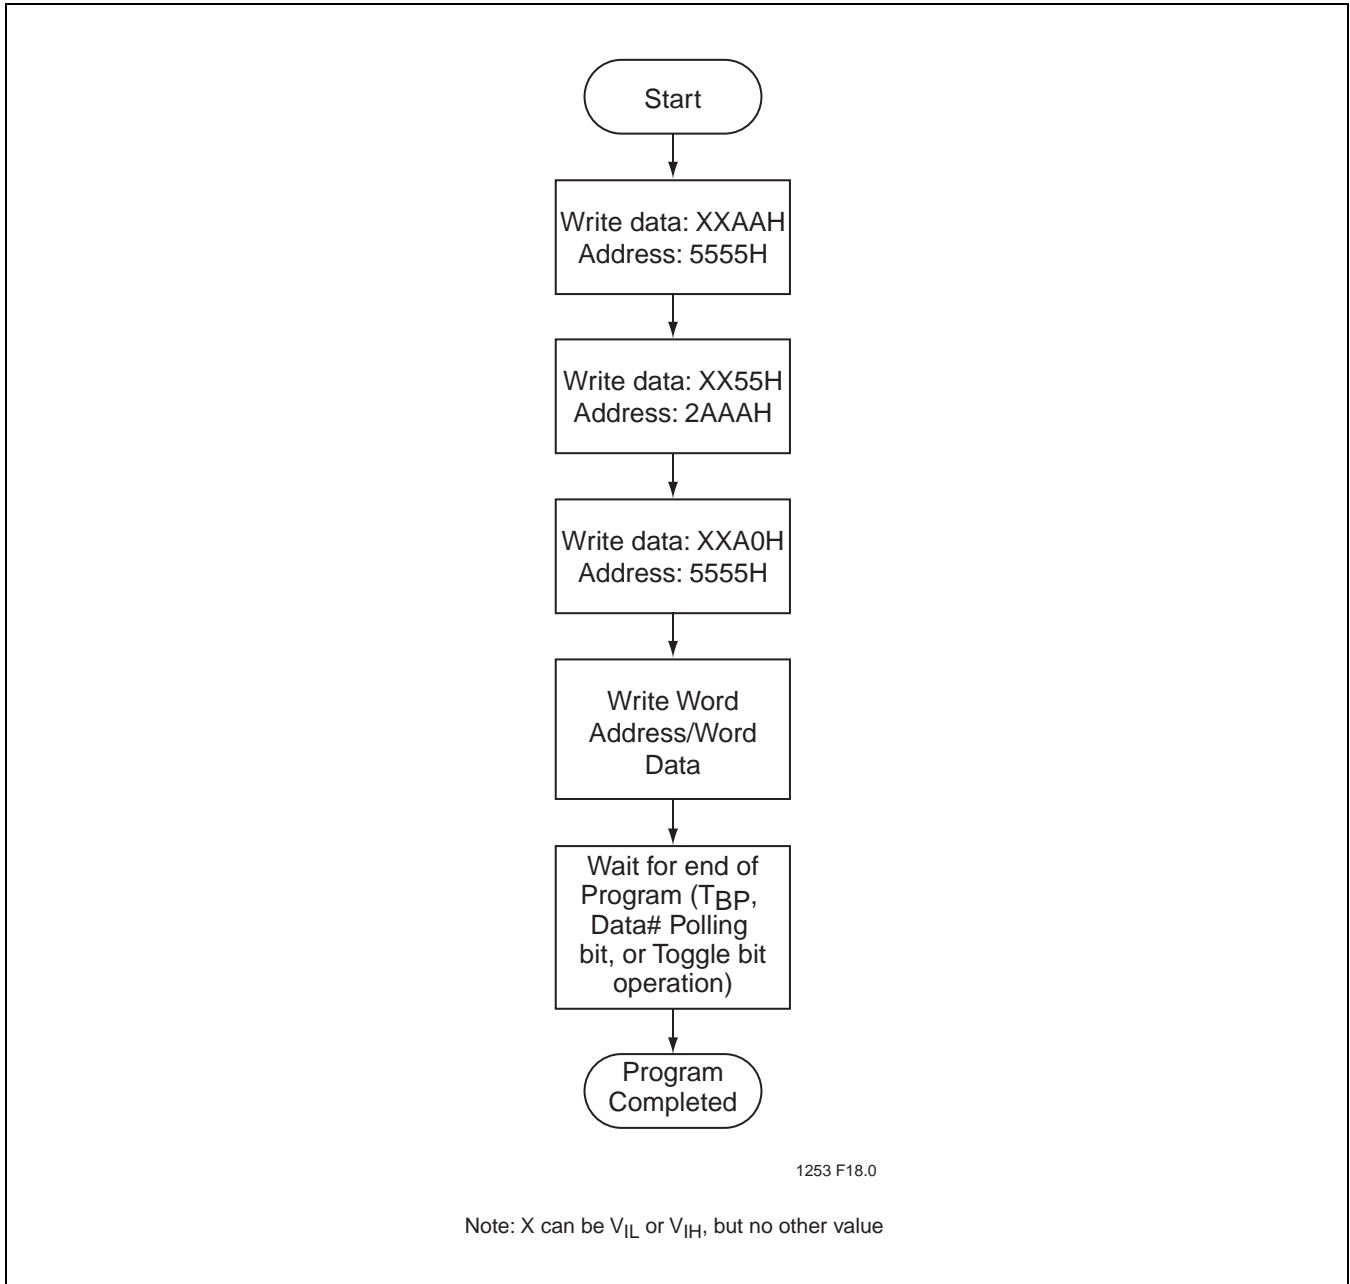 Start
Write data: XXAAH
Address: 5555H
Write data: XX55H
Address: 2AAAH
Write data: XXA0H
Address: 5555H
Write Word
Address/Word
Data
Wait for end of
Program (TBP,
Data# Polling
bit, or Toggle bit
operation)
Program
Completed
1253 F18.0
Note: X can be VIL or VIH, but no other value